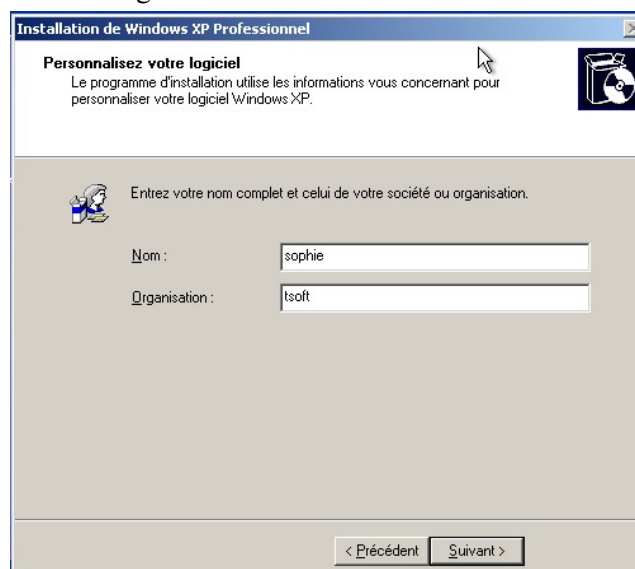 Installation de Windows XP Professionnel
Personnalisez votre logiciel
Le programme d'installation utilise les informations vous concernant pour
personnaliser votre logiciel Windows XP.
Entrez votre nom complet et celui de votre société ou organisation.
Nom :
sophie
Organisation :
tsoft
< Précédent
Suivant >